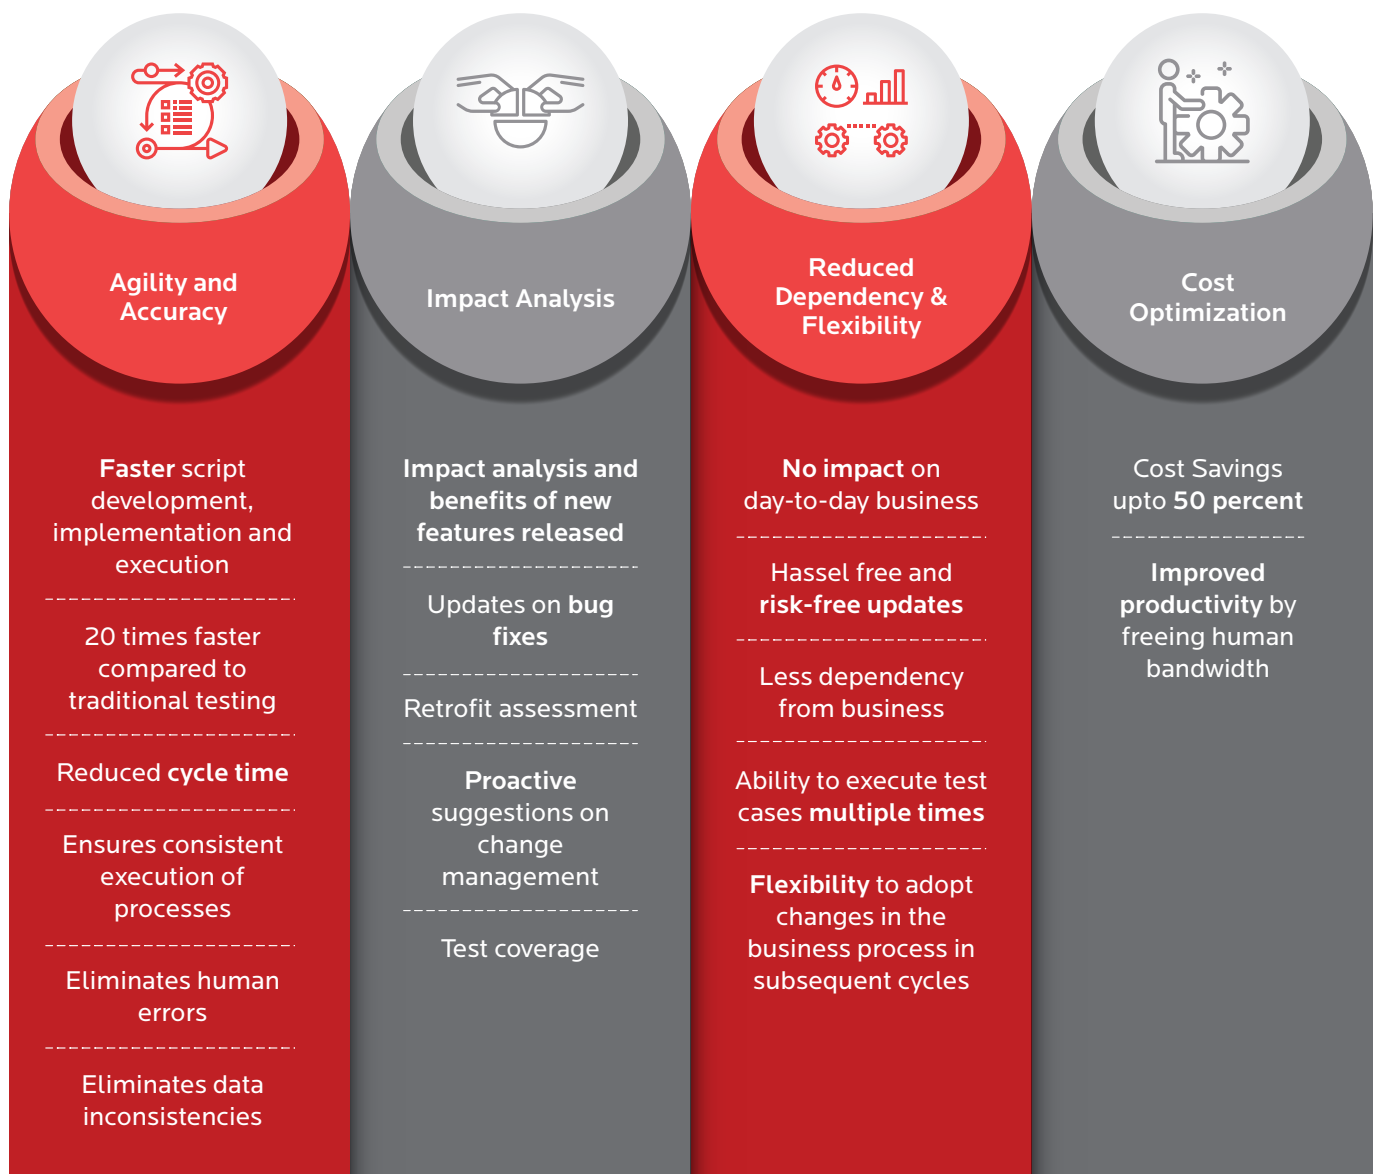 Agility and
Accuracy
Faster script
development,
implementation and
execution
20 times faster
compared to
traditional testing
Reduced cycle time
Ensures consistent
execution of
processes
Eliminates human
errors
Eliminates data
inconsistencies
Impact Analysis
Impact analysis and
benefits of new
features released
Updates on bug
fixes
Retrofit assessment
Proactive
suggestions on
change
management
Test coverage
Reduced
Dependency &
Flexibility
No impact on
day-to-day business
Hassel free and
risk-free updates
Less dependency
from business
Ability to execute test
cases multiple times
Flexibility to adopt
changes in the
business process in
subsequent cycles
Cost
Optimization
Cost Savings
upto 50 percent
Improved
productivity by
freeing human
bandwidth